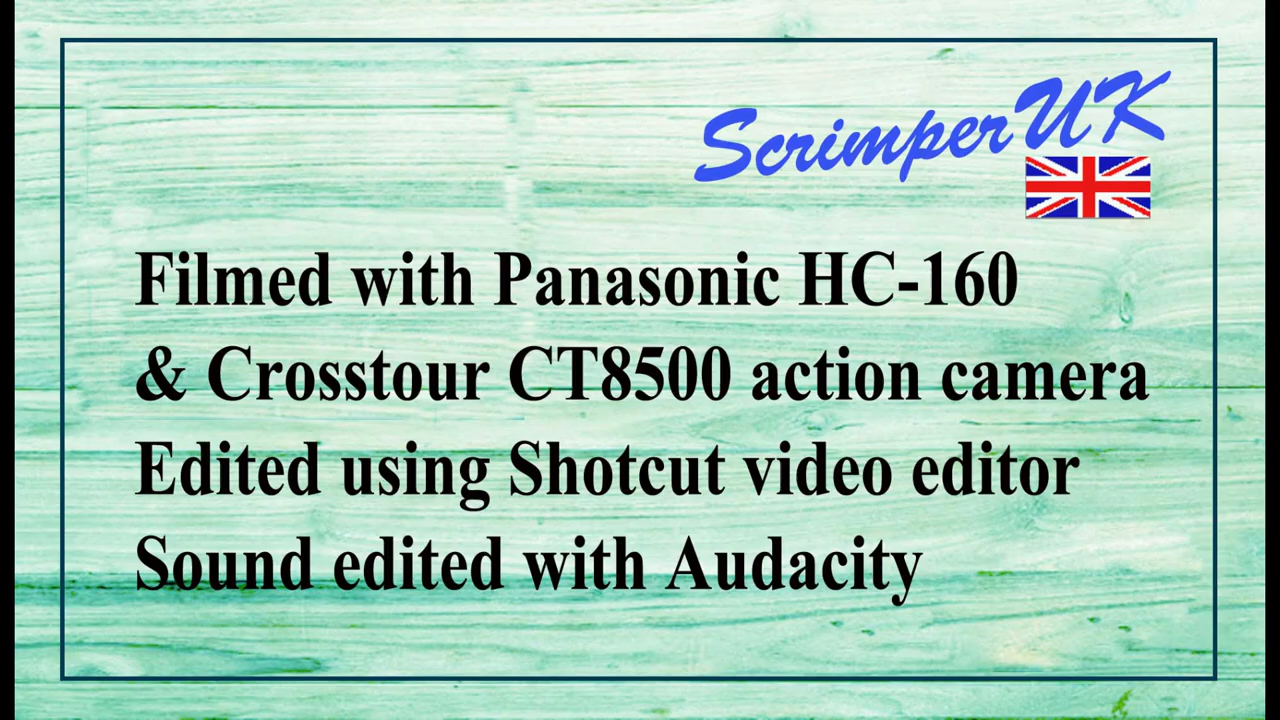 ScrimperUK
Filmed with Panasonic HC-160
& Crosstour CT8500 action camera
Edited using Shotcut video editor
Sound edited with Audacity